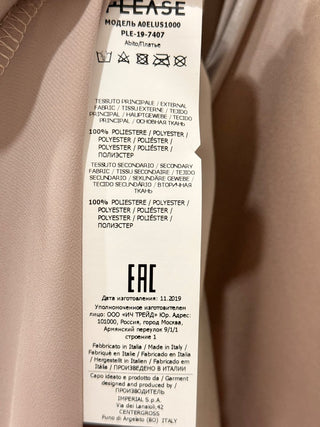 PLEASE
МОДЕЛЬ A0ELUS1000
PLE-19-7407
Abito/Платье
TESSUTO PRINCIPALE / EXTERNAL
FABRIC / TISSU EXTERNE / TEJIDO
PRINCIPAL / HAUPTGEWEBE / TECIDO
PRINCIPAL / ОСНОВНАЯ ТКАНЬ
100% POLIESTERE / POLYESTER /
POLYESTER / POLIÉSTER /
POLYESTER / POLIÉSTER /
ПОЛИЭСТЕР
TESSUTO SECONDARIO / SECONDARY
FABRIC / TISSU SECONDAIRE / TEJIDO
SECUNDARIO / SEKUNDÄRE GEWEBE /
TECIDO SECUNDÁRIO / ВТОРИЧНАЯ
ТКАНЬ
100% POLIESTERE / POLYESTER /
POLYESTER / POLIÉSTER /
POLYESTER / POLIÉSTER /
ПОЛИЭСТЕР
EAC
Дата изготовления: 11.2019
Уполномоченное изготовителем
лицо: ООО «ИЧ ТРЕЙД» Юр. Адрес:
101000, Россия, город Москва,
Армянский переулок 9/1/1
строение 1
Fabbricato in Italia / Made in Italy /
Fabriqué en Italie / Fabricado en Italia
/ Hergestellt in Italien / Fabricado em
Itália / ПРОИЗВЕДЕНО В ИТАЛИИ
Capo ideato e prodotto da / Garment
designed and produced by /
ПРОИЗВЕДЕНО:
IMPERIAL S.p.A.
Via dei Lanaioli,42
CENTERGROSS
Funo di Argelato (BO) ITALY